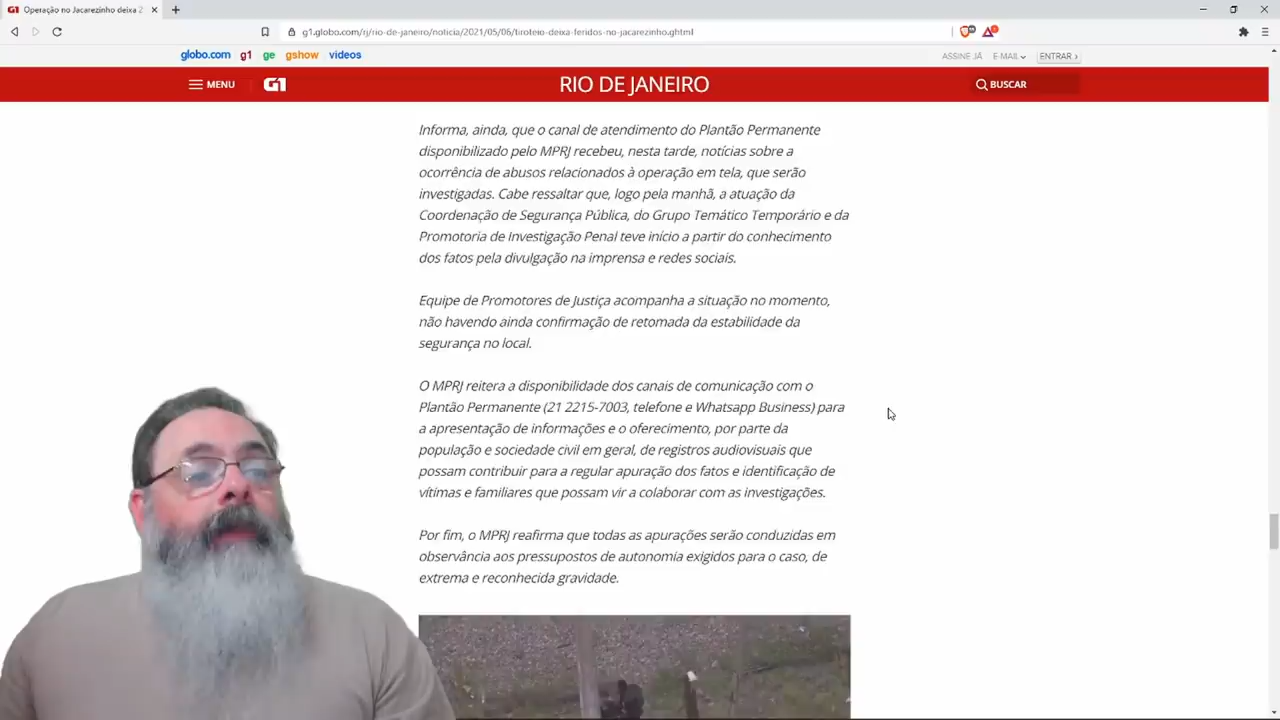 G1 Operação no Jacarezinho deixa 2
g1.globo.com/rj/rio-de-janeiro/noticia/2021/05/06/tiroteio-deixa-feridos-no-jacarezinho.ghtml
globo.com g1 ge gshow videos
ASSINE JÁ E-MAIL ENTRAR ›
MENU G1 RIO DE JANEIRO BUSCAR
Informa, ainda, que o canal de atendimento do Plantão Permanente
disponibilizado pelo MPRJ recebeu, nesta tarde, notícias sobre a
ocorrência de abusos relacionados à operação em tela, que serão
investigadas. Cabe ressaltar que, logo pela manhã, a atuação da
Coordenação de Segurança Pública, do Grupo Temático Temporário e da
Promotoria de Investigação Penal teve início a partir do conhecimento
dos fatos pela divulgação na imprensa e redes sociais.
Equipe de Promotores de Justiça acompanha a situação no momento,
não havendo ainda confirmação de retomada da estabilidade da
segurança no local.
O MPRJ reitera a disponibilidade dos canais de comunicação com o
Plantão Permanente (21 2215-7003, telefone e Whatsapp Business) para
a apresentação de informações e o oferecimento, por parte da
população e sociedade civil em geral, de registros audiovisuais que
possam contribuir para a regular apuração dos fatos e identificação de
vítimas e familiares que possam vir a colaborar com as investigações.
Por fim, o MPRJ reafirma que todas as apurações serão conduzidas em
observância aos pressupostos de autonomia exigidos para o caso, de
extrema e reconhecida gravidade.